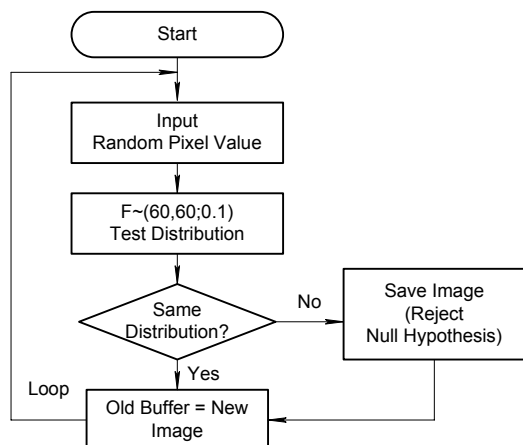 Start
Input
Random Pixel Value
F~(60,60;0.1)
Test Distribution
Same
Distribution?
No
Save Image
(Reject
Null Hypothesis)
Yes
Loop
Old Buffer = New
Image